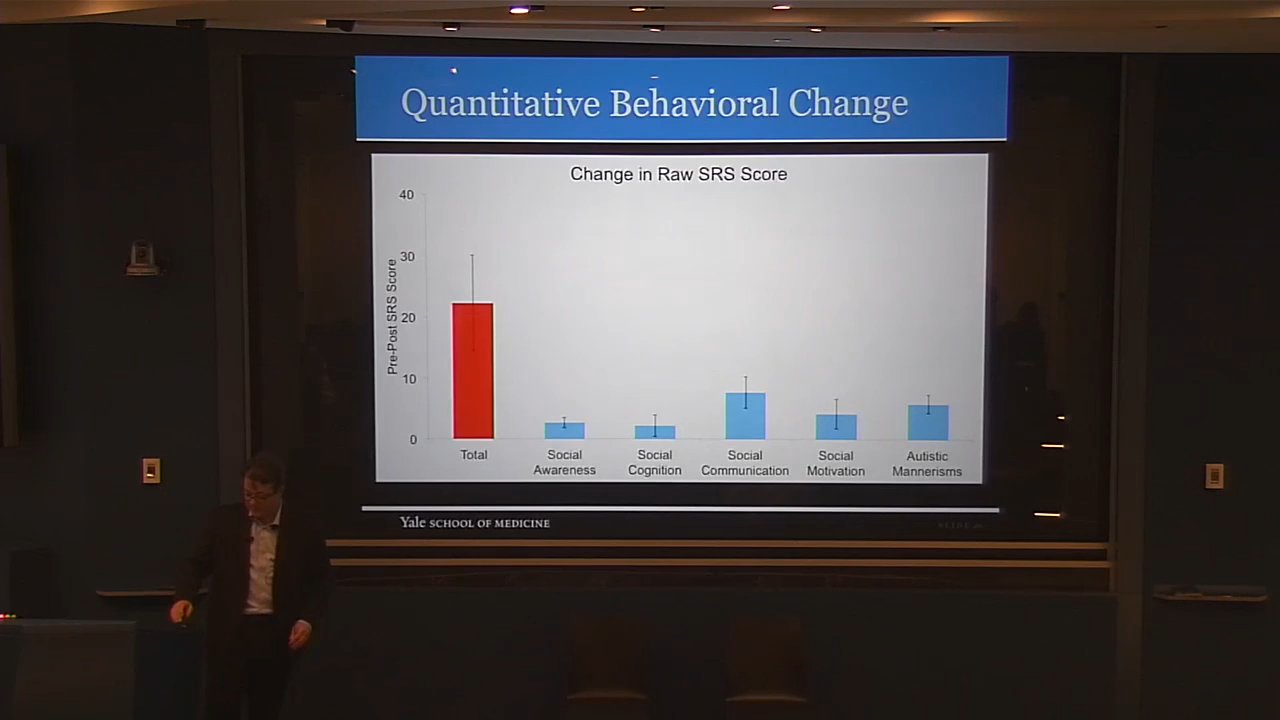 Quantitative Behavioral Change
Change in Raw SRS Score
Pre-Post SRS Score
40
30
20
10
0
Total
Social
Awareness
Social
Cognition
Social
Communication
Social
Motivation
Autistic
Mannerisms
Yale SCHOOL OF MEDICINE